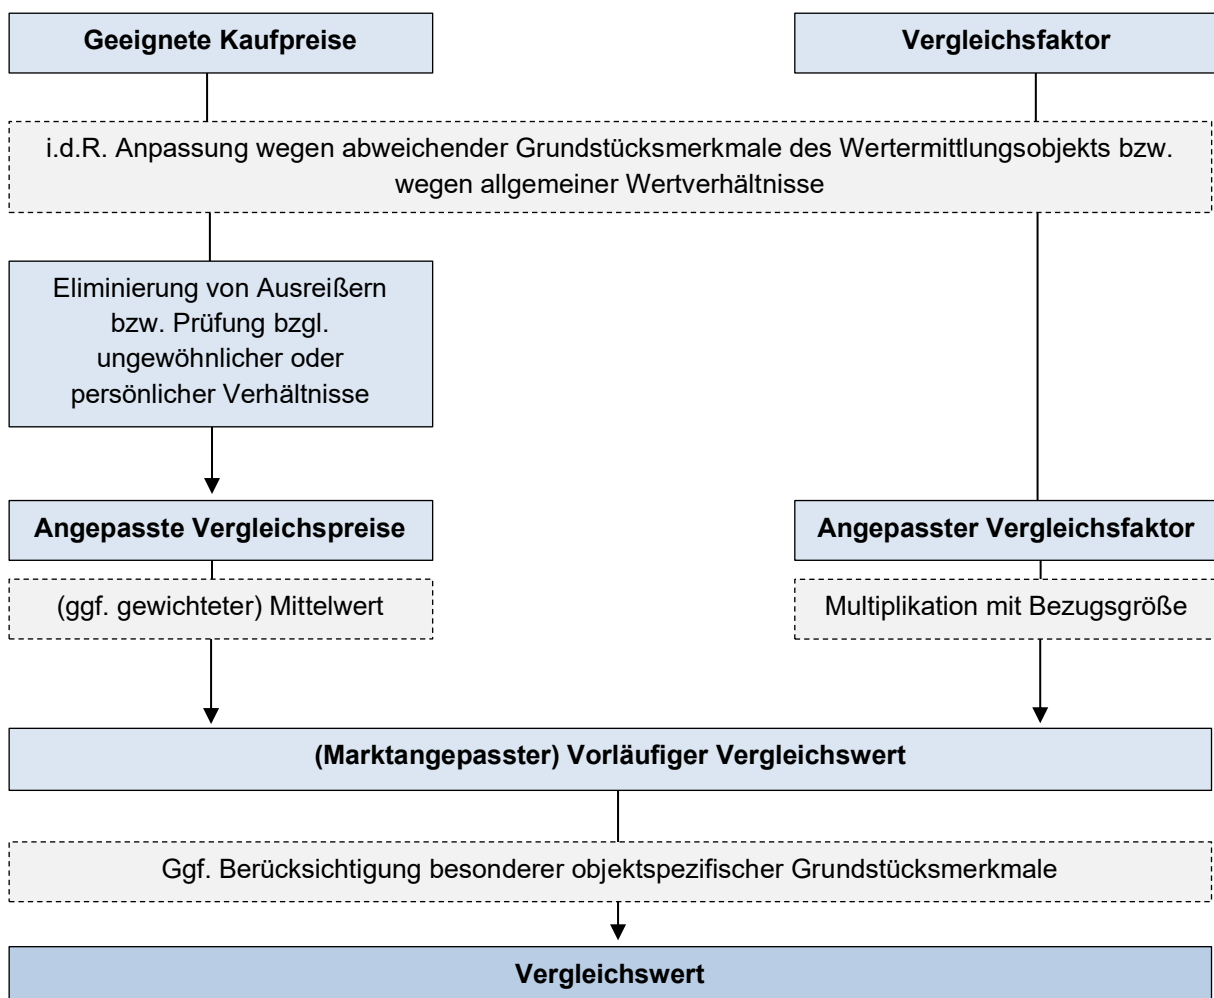 Geeignete Kaufpreise
Vergleichsfaktor
i.d.R. Anpassung wegen abweichender Grundstücksmerkmale des Wertermittlungsobjekts bzw.
wegen allgemeiner Wertverhältnisse
Eliminierung von Ausreißern
bzw. Prüfung bzgl.
ungewöhnlicher oder
persönlicher Verhältnisse
Angepasste Vergleichspreise
Angepasster Vergleichsfaktor
(ggf. gewichteter) Mittelwert
Multiplikation mit Bezugsgröße
(Marktangepasster) Vorläufiger Vergleichswert
Ggf. Berücksichtigung besonderer objektspezifischer Grundstücksmerkmale
Vergleichswert